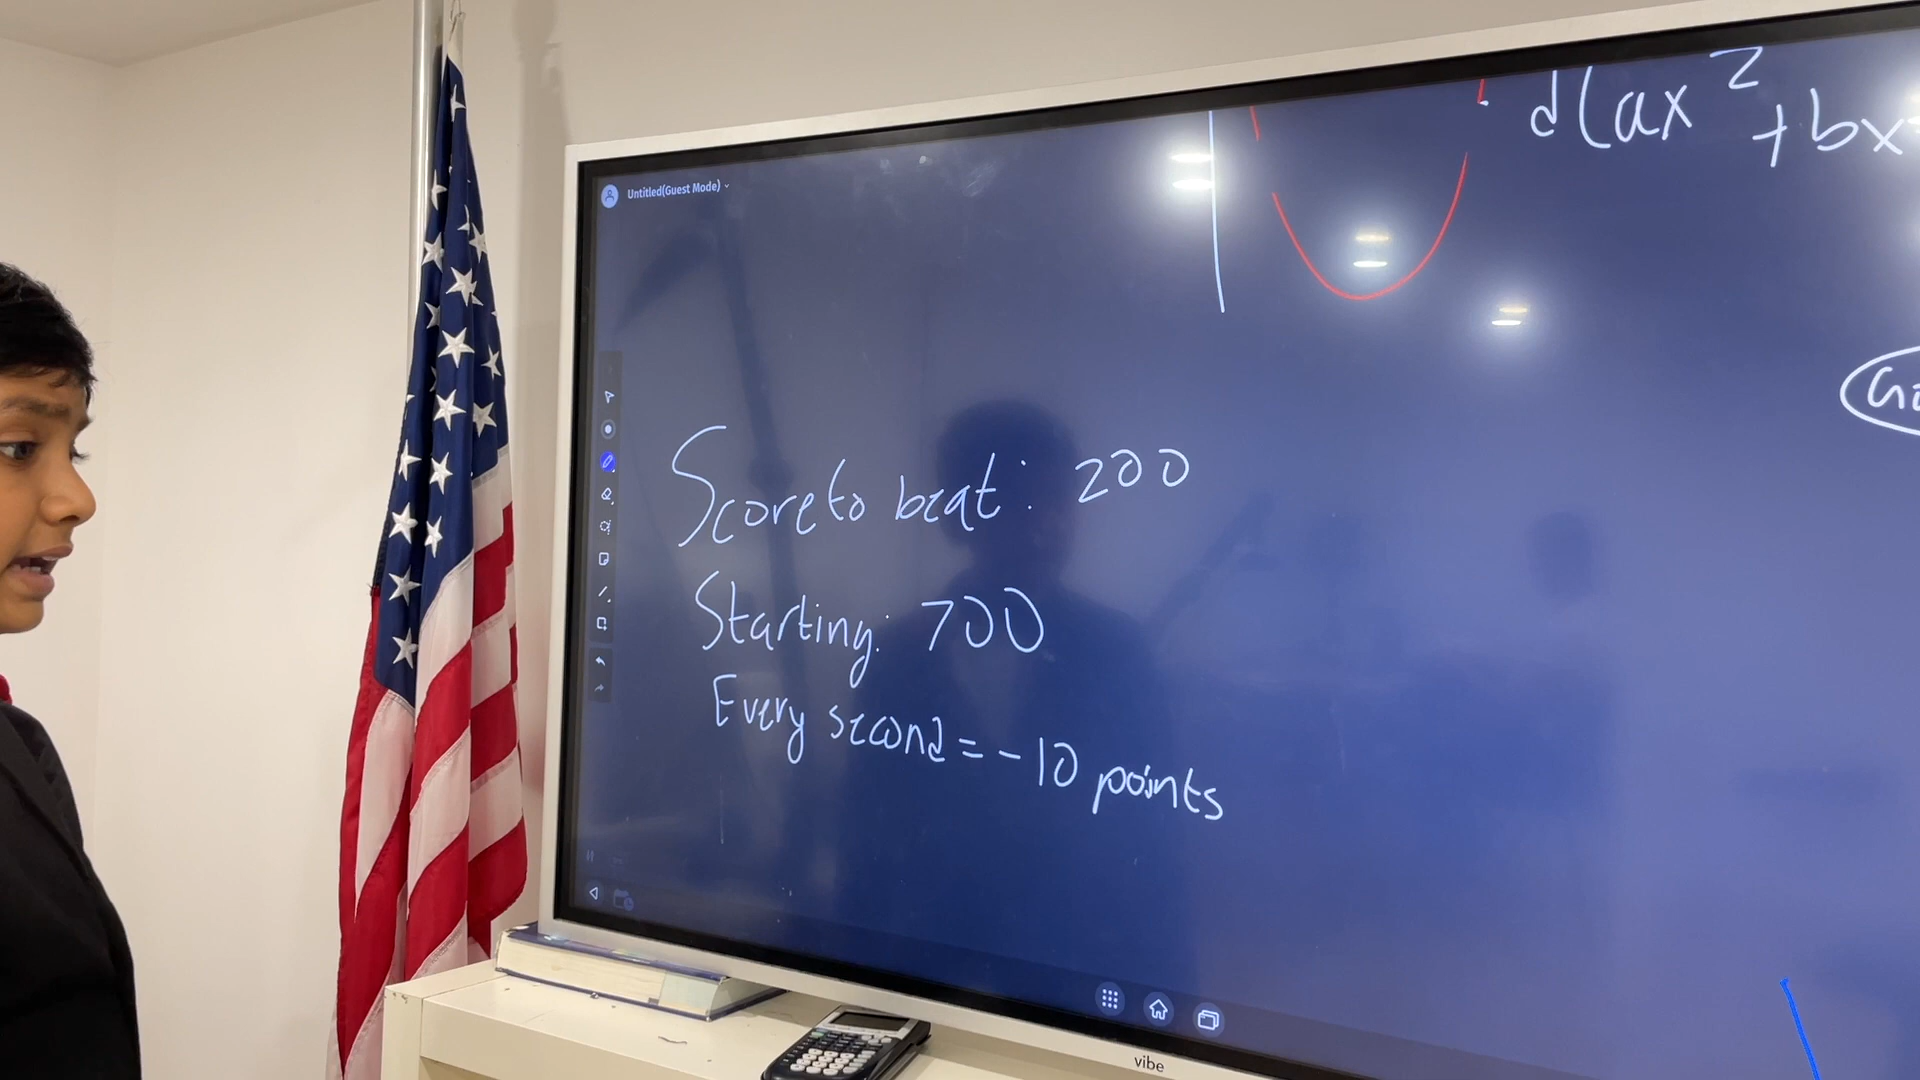 Untitled(Guest Mode)
d(ax²+bx
Score to beat: 200
Starting: 700
Every second = -10 points
vibe